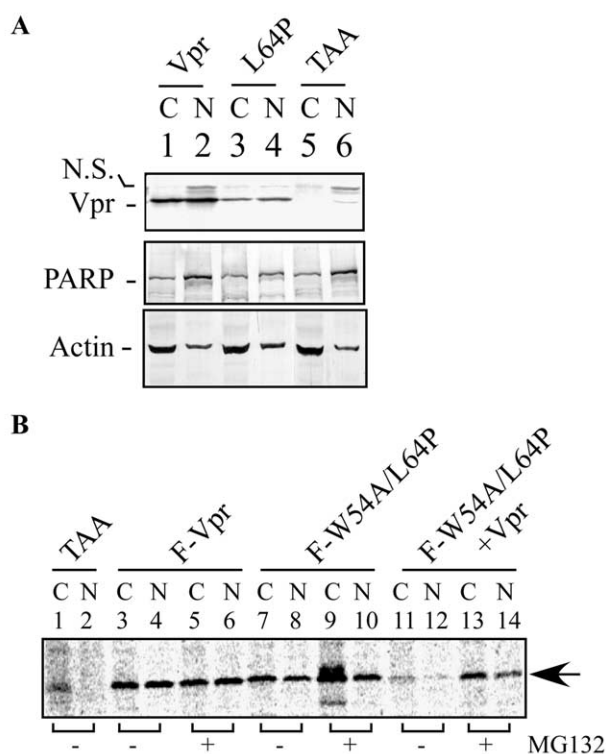 A
Vpr L64P TAA
C N C N C N
1 2 3 4 5 6
N.S.
Vpr -
PARP -
Actin -
B
TAA F-Vpr F-W54A/L64P F-W54A/L64P
+Vpr
C N C N C N C N C N C N C N
1 2 3 4 5 6 7 8 9 10 11 12 13 14
- - + - + - + MG132